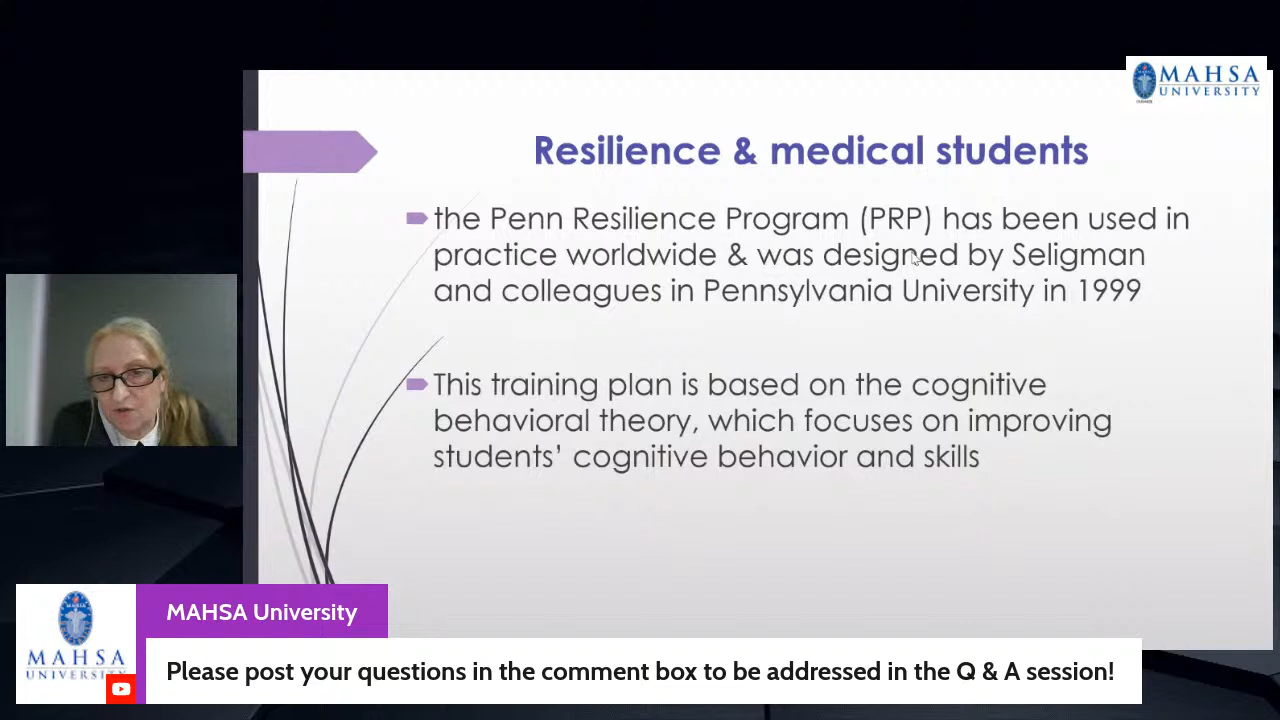 MAHSA
UNIVERSITY
Resilience & medical students
the Penn Resilience Program (PRP) has been used in
practice worldwide & was designed by Seligman
and colleagues in Pennsylvania University in 1999
This training plan is based on the cognitive
behavioral theory, which focuses on improving
students’ cognitive behavior and skills
MAHSA University
MAHSA
UNIVERSITY
Please post your questions in the comment box to be addressed in the Q & A session!